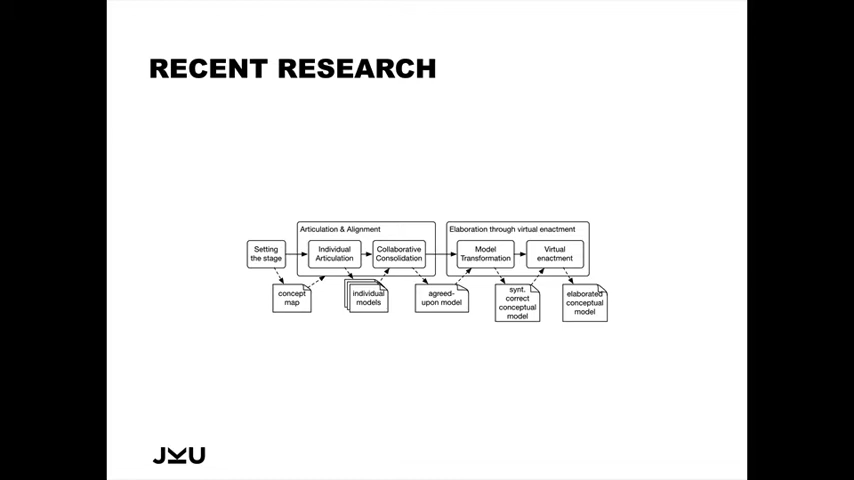 RECENT RESEARCH
Articulation & Alignment
Elaboration through virtual enactment
Setting
the stage
Individual
Articulation
Collaborative
Consolidation
Model
Transformation
Virtual
enactment
concept
map
individual
models
agreed-
upon model
synt.
correct
conceptual
model
elaborated
conceptual
model
JKU